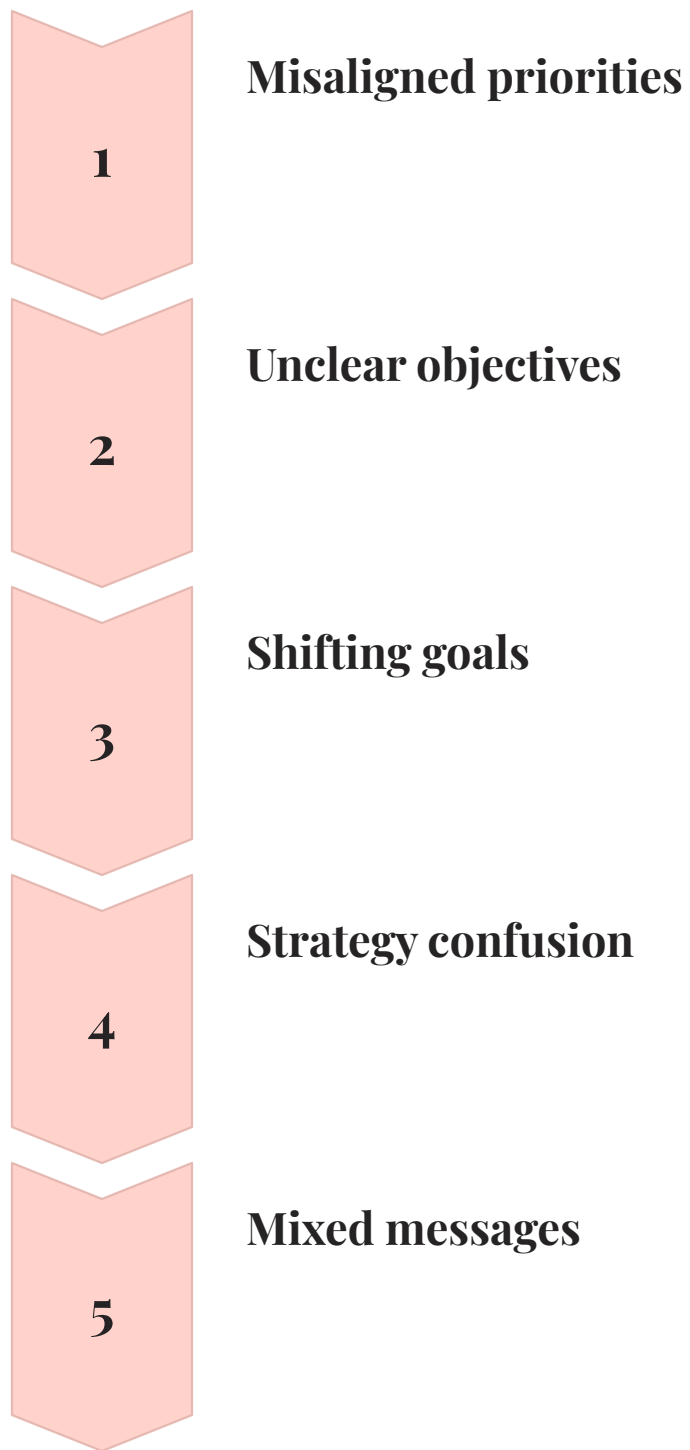 Misaligned priorities
1
Unclear objectives
2
Shifting goals
3
Strategy confusion
4
Mixed messages
5